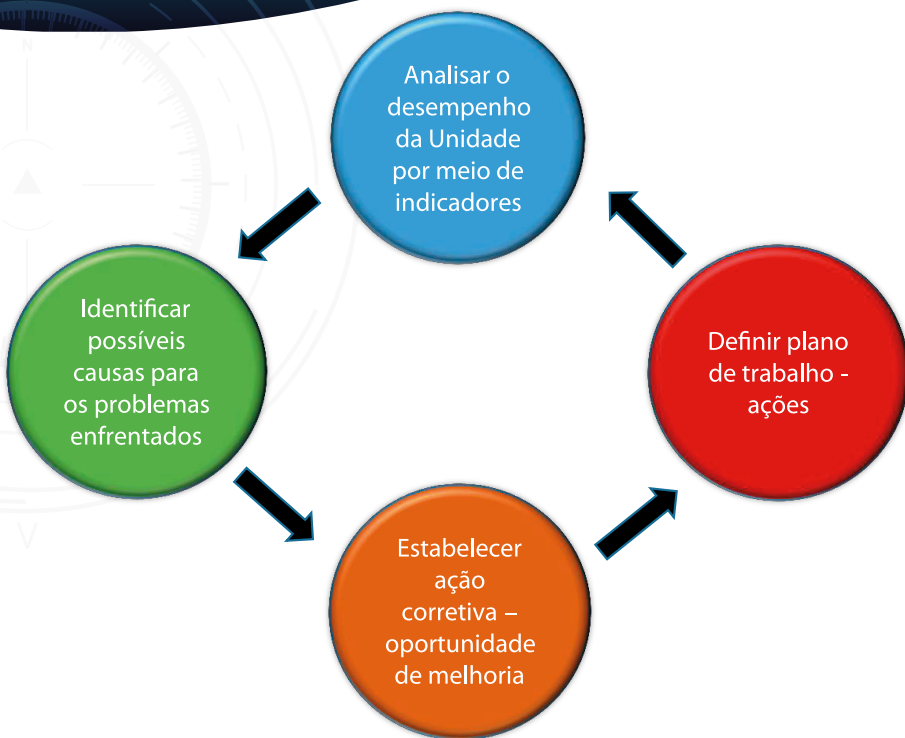 Analisar o
desempenho
da Unidade
por meio de
indicadores
Identificar
possíveis
causas para
os problemas
enfrentados
Definir plano
de trabalho -
ações
Estabelecer
ação
corretiva –
oportunidade
de melhoria
N
V